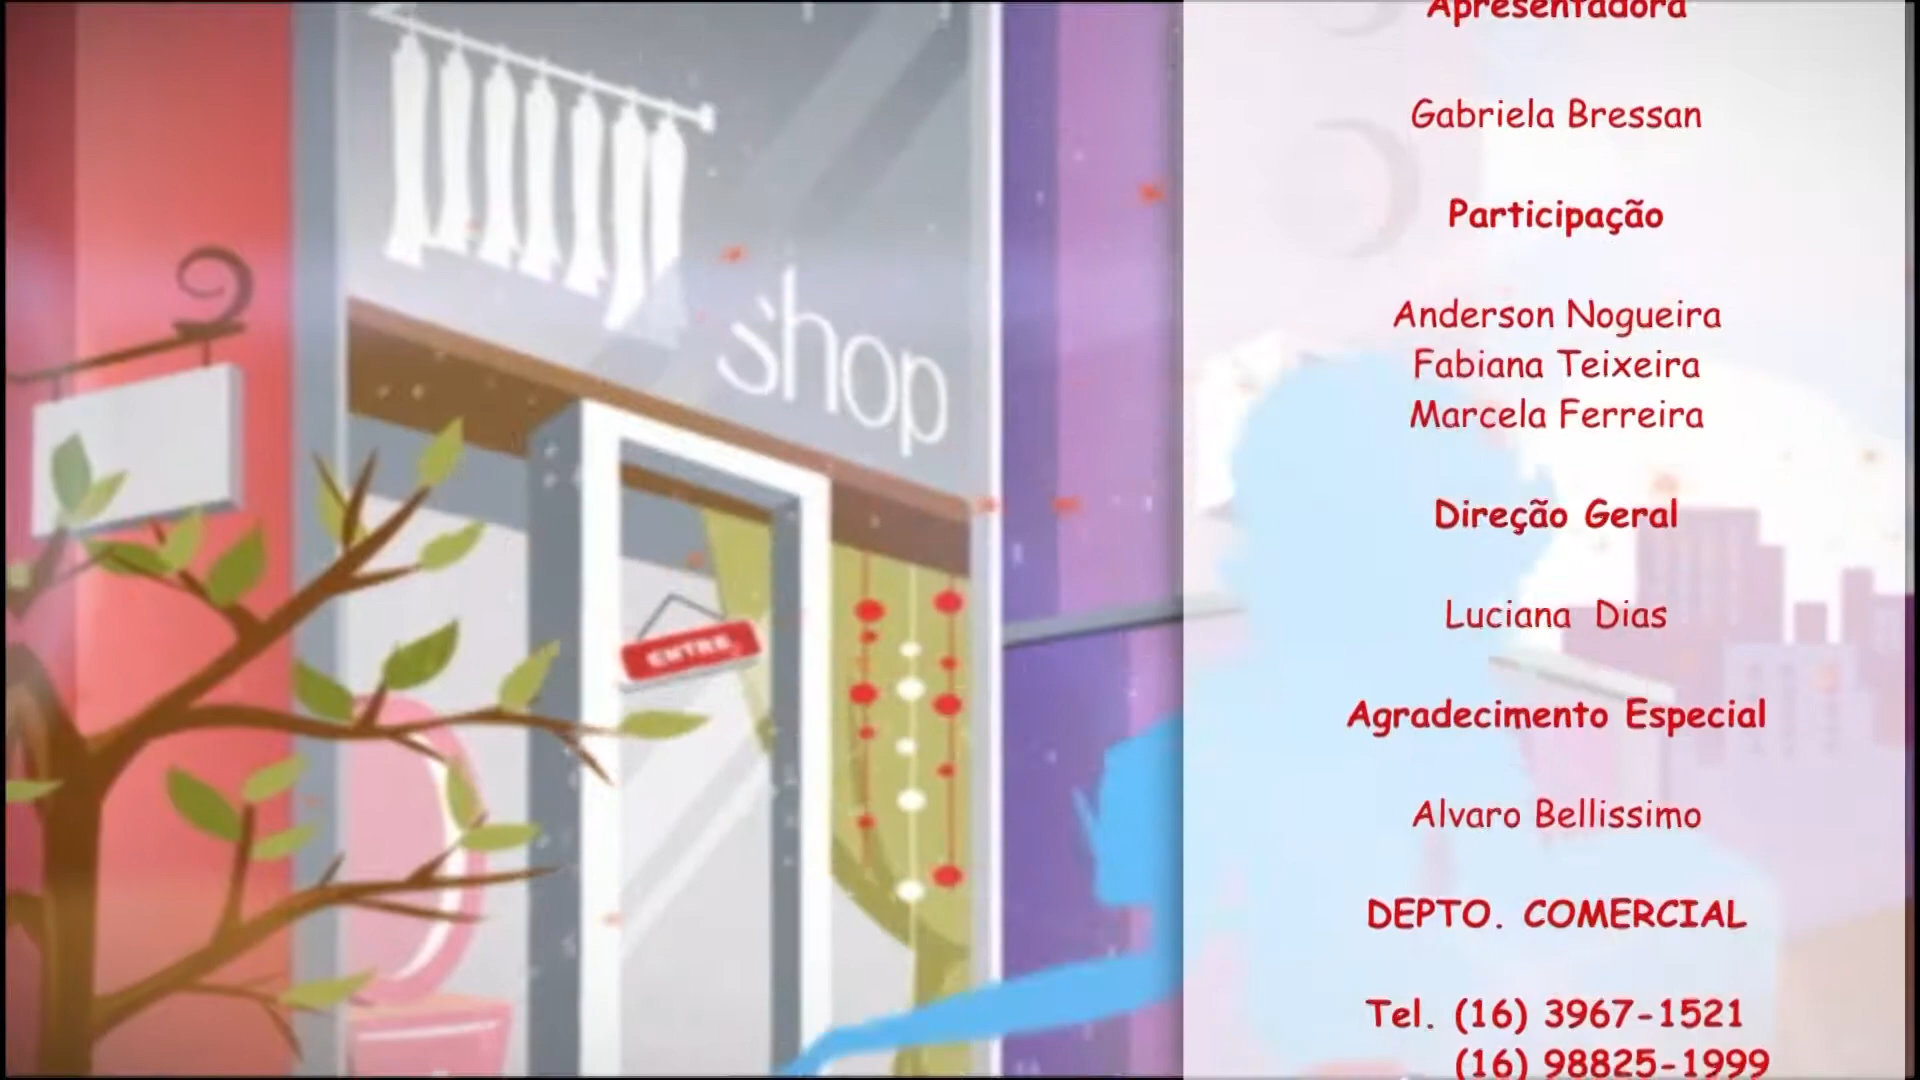 shop
ENTRE
Apresentadora
Gabriela Bressan
Participação
Anderson Nogueira
Fabiana Teixeira
Marcela Ferreira
Direção Geral
Luciana Dias
Agradecimento Especial
Alvaro Bellissimo
DEPTO. COMERCIAL
Tel. (16) 3967-1521
(16) 98825-1999